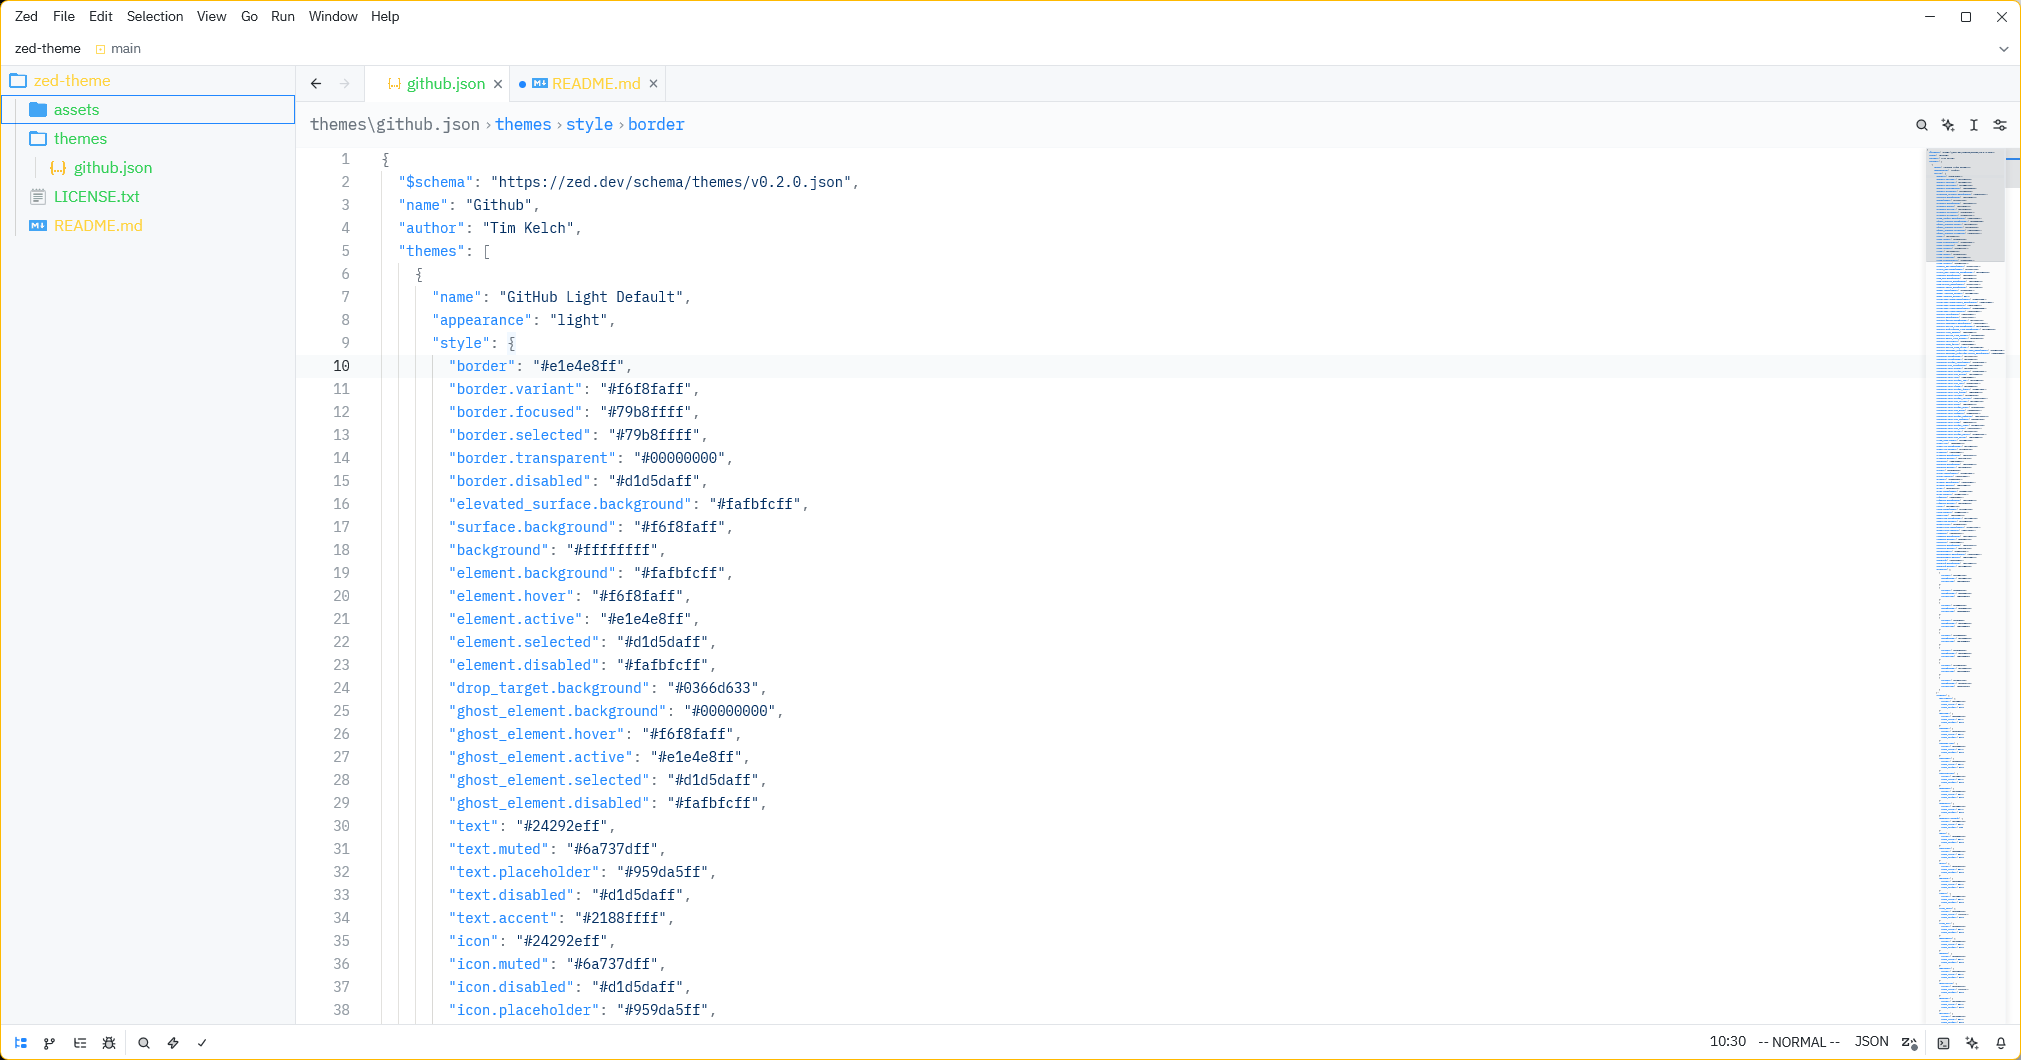 Zed File Edit Selection View Go Run Window Help
zed-theme main
zed-theme
assets
themes
github.json
LICENSE.txt
README.md
github.json README.md
themes\github.json › themes › style › border
1 {
2 "$schema": "https://zed.dev/schema/themes/v0.2.0.json",
3 "name": "Github",
4 "author": "Tim Kelch",
5 "themes": [
6 {
7 "name": "GitHub Light Default",
8 "appearance": "light",
9 "style": {
10 "border": "#e1e4e8ff",
11 "border.variant": "#f6f8faff",
12 "border.focused": "#79b8ffff",
13 "border.selected": "#79b8ffff",
14 "border.transparent": "#00000000",
15 "border.disabled": "#d1d5daff",
16 "elevated_surface.background": "#fafbfcff",
17 "surface.background": "#f6f8faff",
18 "background": "#ffffffff",
19 "element.background": "#fafbfcff",
20 "element.hover": "#f6f8faff",
21 "element.active": "#e1e4e8ff",
22 "element.selected": "#d1d5daff",
23 "element.disabled": "#fafbfcff",
24 "drop_target.background": "#0366d633",
25 "ghost_element.background": "#00000000",
26 "ghost_element.hover": "#f6f8faff",
27 "ghost_element.active": "#e1e4e8ff",
28 "ghost_element.selected": "#d1d5daff",
29 "ghost_element.disabled": "#fafbfcff",
30 "text": "#24292eff",
31 "text.muted": "#6a737dff",
32 "text.placeholder": "#959da5ff",
33 "text.disabled": "#d1d5daff",
34 "text.accent": "#2188ffff",
35 "icon": "#24292eff",
36 "icon.muted": "#6a737dff",
37 "icon.disabled": "#d1d5daff",
38 "icon.placeholder": "#959da5ff",
10:30 -- NORMAL -- JSON